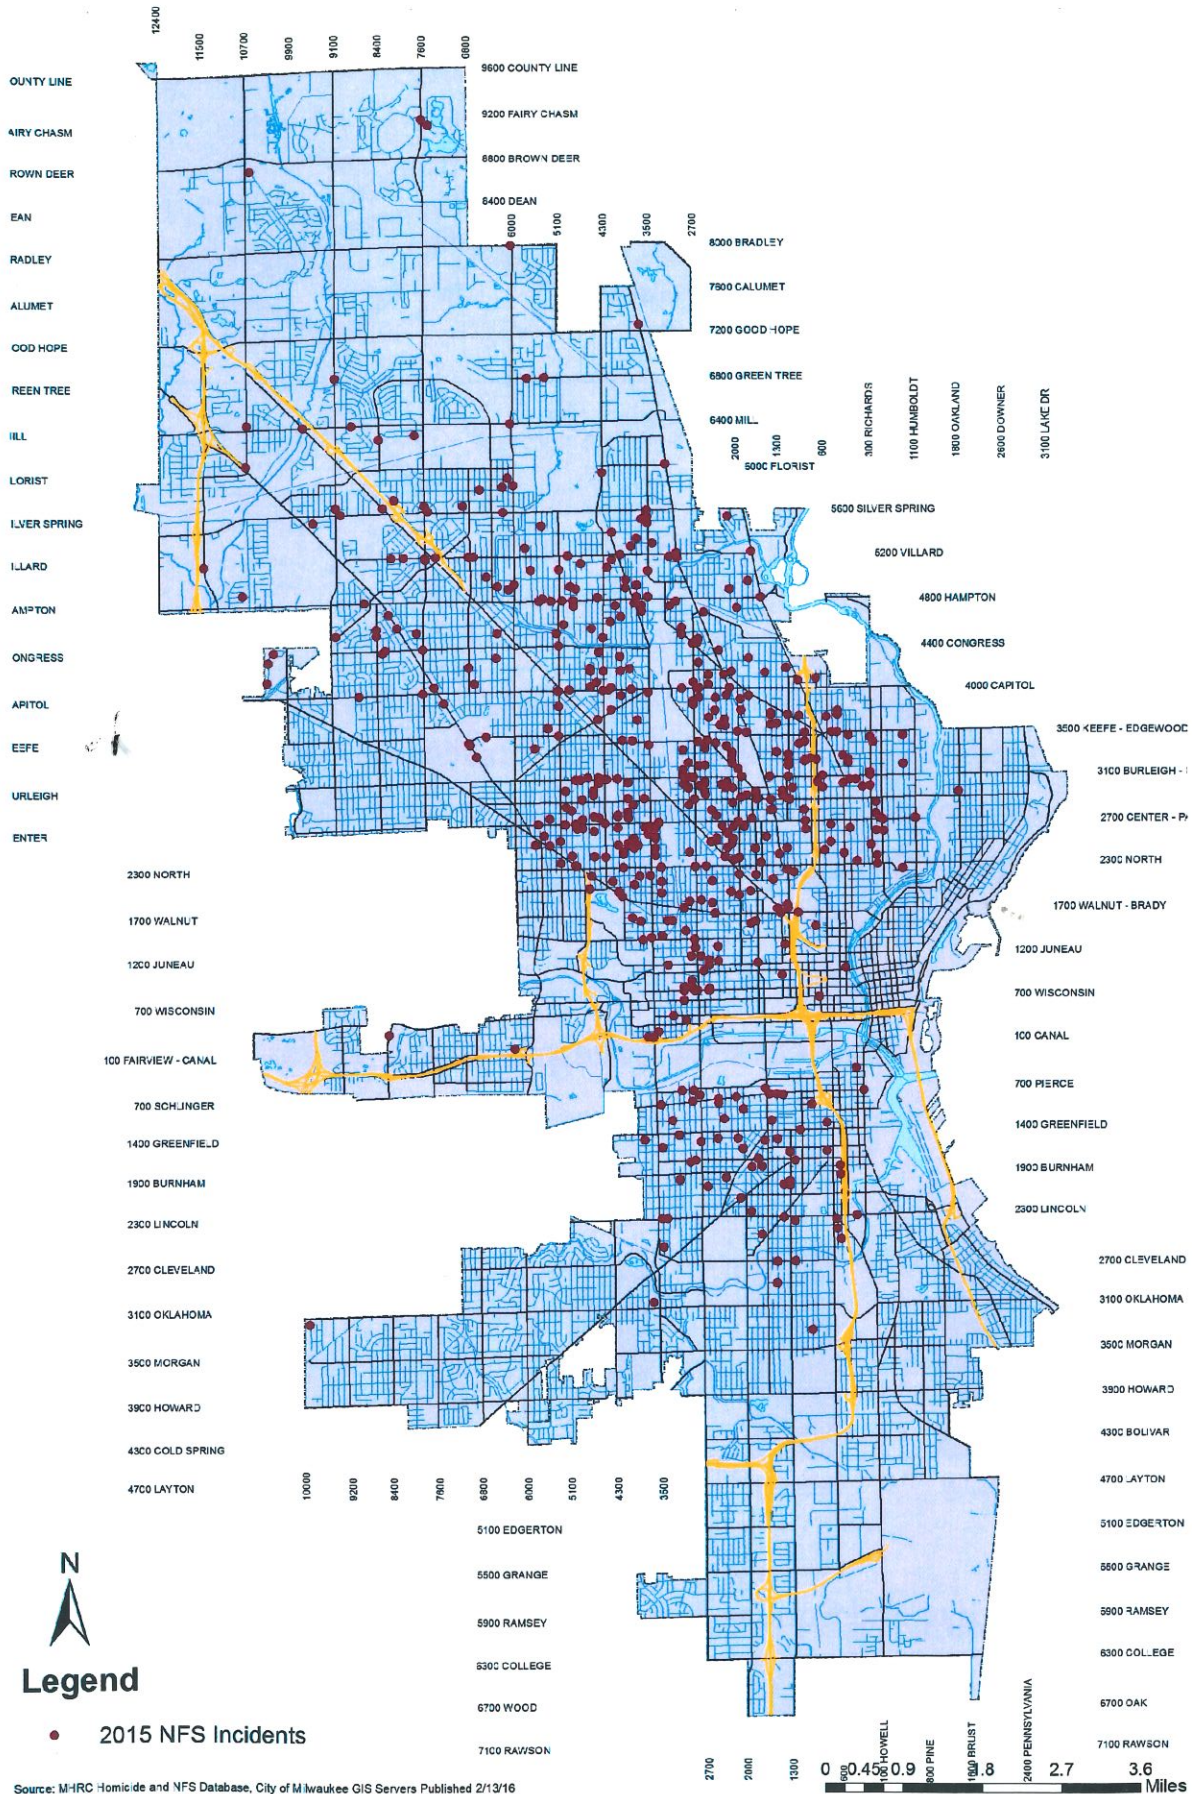 12400
11500
10700
9900
9100
8400
7600
6800
OUNTY LINE
AIRY CHASM
ROWN DEER
EAN
RADLEY
ALUMET
OOD HOPE
REEN TREE
ILL
LORIST
ILVER SPRING
ILLARD
AMPTON
ONGRESS
APITOL
EEFE
URLEIGH
ENTER
9600 COUNTY LINE
9200 FAIRY CHASM
8800 BROWN DEER
8400 DEAN
6000
5100
4300
3500
2700
8000 BRADLEY
7600 CALUMET
7200 GOOD HOPE
6800 GREEN TREE
6400 MILL
2000
1300
600
300 RICHARDS
1100 HUMBOLDT
1800 OAKLAND
2600 DOWNER
3100 LAKE DR
6000 FLORIST
5600 SILVER SPRING
5200 VILLARD
4800 HAMPTON
4400 CONGRESS
4000 CAPITOL
3500 KEEFE - EDGEWOOD
3100 BURLEIGH -
2700 CENTER - PA
2300 NORTH
1700 WALNUT - BRADY
1200 JUNEAU
700 WISCONSIN
100 CANAL
700 PIERCE
1400 GREENFIELD
1900 BURNHAM
2300 LINCOLN
2700 CLEVELAND
3100 OKLAHOMA
3500 MORGAN
3900 HOWARD
4300 BOLIVAR
4700 LAYTON
5100 EDGERTON
5500 GRANGE
5900 RAMSEY
6300 COLLEGE
6700 OAK
7100 RAWSON
2300 NORTH
1700 WALNUT
1200 JUNEAU
700 WISCONSIN
100 FAIRVIEW - CANAL
700 SCHLINGER
1400 GREENFIELD
1900 BURNHAM
2300 LINCOLN
2700 CLEVELAND
3100 OKLAHOMA
3500 MORGAN
3900 HOWARD
4300 COLD SPRING
4700 LAYTON
10000
9200
8400
7600
6800
6000
5100
4300
3500
5100 EDGERTON
5500 GRANGE
5900 RAMSEY
6300 COLLEGE
6700 WOOD
7100 RAWSON
2700
2000
1300
600
100 HOWELL
800 PINE
1600 BRUST
2400 PENNSYLVANIA
N
Legend
2015 NFS Incidents
0 0.45 0.9 1.8 2.7 3.6
Miles
Source: MHRC Homicide and NFS Database, City of Milwaukee GIS Servers Published 2/13/16